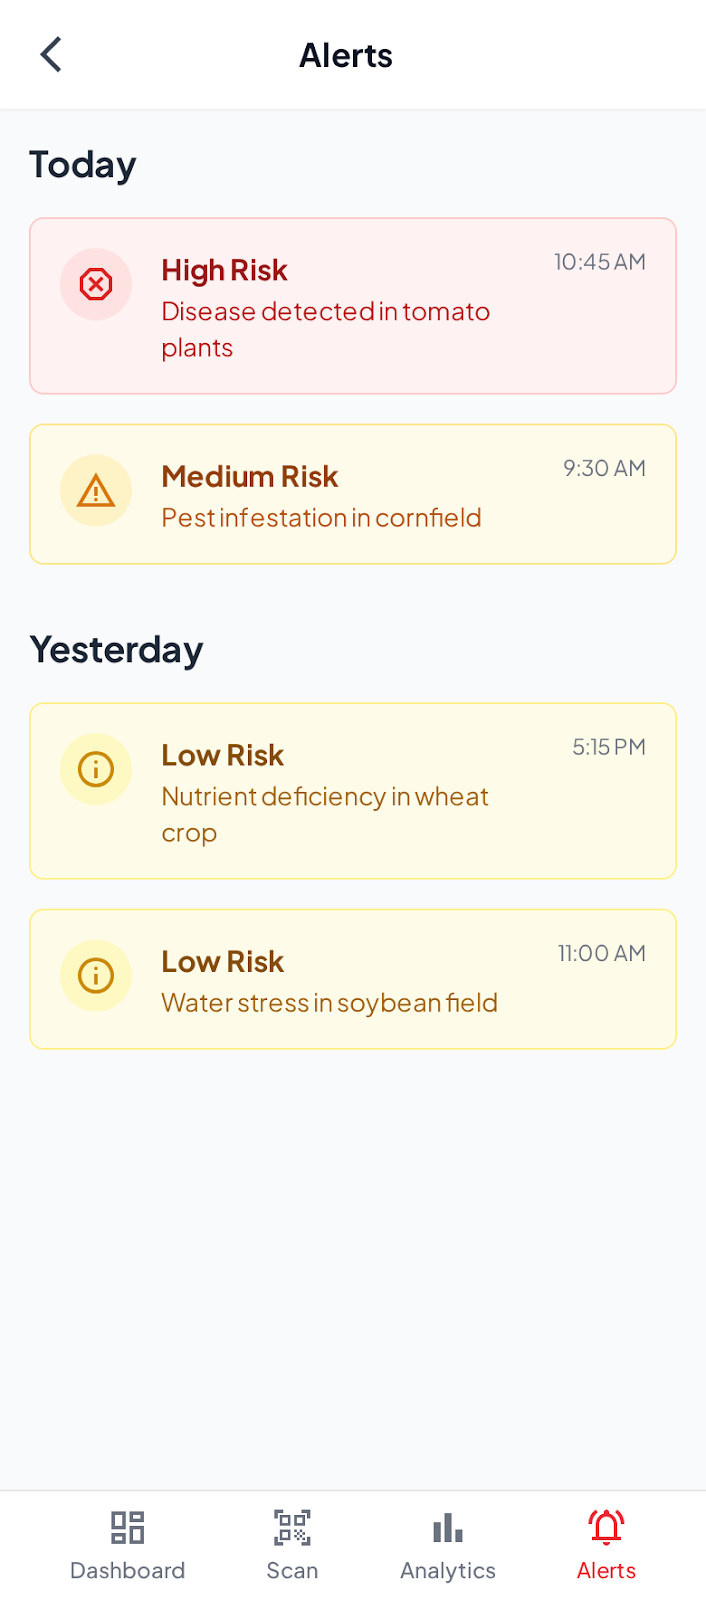 Alerts
Today
High Risk
10:45 AM
Disease detected in tomato
plants
Medium Risk
9:30 AM
Pest infestation in cornfield
Yesterday
Low Risk
5:15 PM
Nutrient deficiency in wheat
crop
Low Risk
11:00 AM
Water stress in soybean field
Dashboard
Scan
Analytics
Alerts